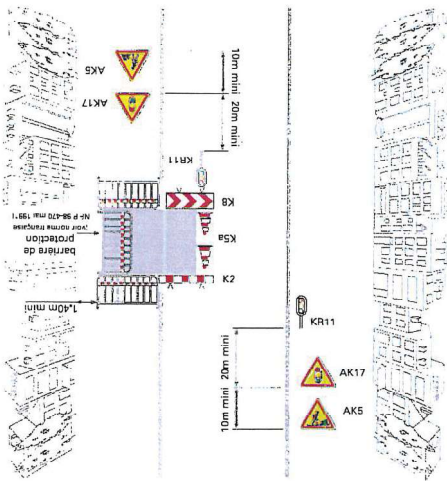 AK5
AK17
10m mini
20m mini
KR11
K8
K5a
K2
barrière de
protection
(voir norme française
NF P 98-470 mai 1991)
1,40m mini
KR11
20m mini
10m mini
AK17
AK5